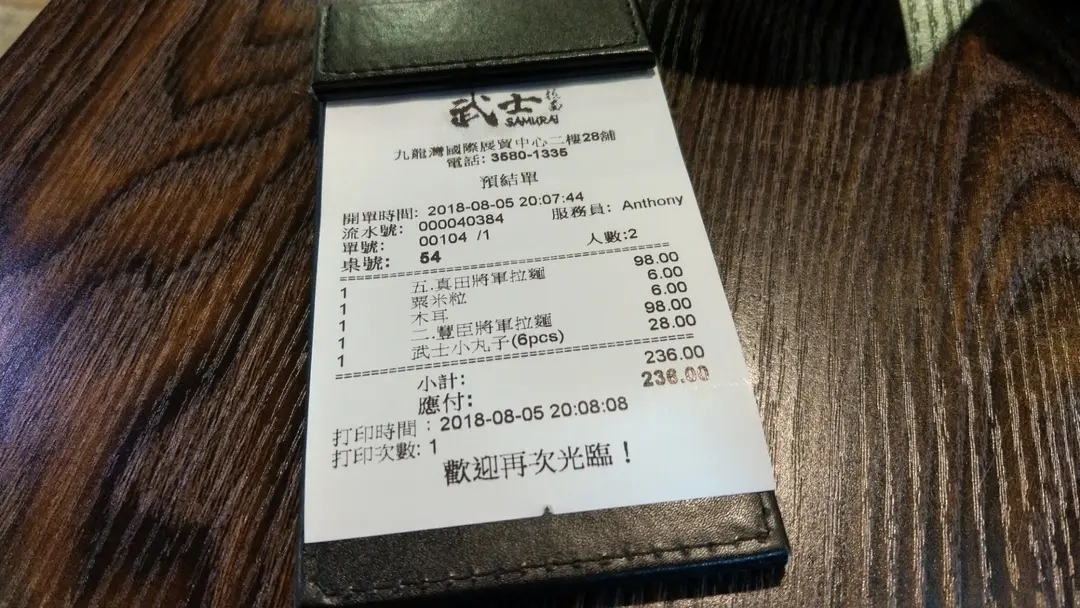 武士 拉麵
SAMURAI
九龍灣國際展貿中心二樓28舖
電話: 3580-1335
預結單
開單時間: 2018-08-05 20:07:44
流水號: 000040384 服務員: Anthony
單號: 00104 /1
桌號: 54 人數:2
1 五.真田將軍拉麵 98.00
1 粟米粒 6.00
1 木耳 6.00
1 二.豐臣將軍拉麵 98.00
1 武士小丸子(6pcs) 28.00
小計: 236.00
應付: 236.00
打印時間 : 2018-08-05 20:08:08
打印次數: 1
歡迎再次光臨！